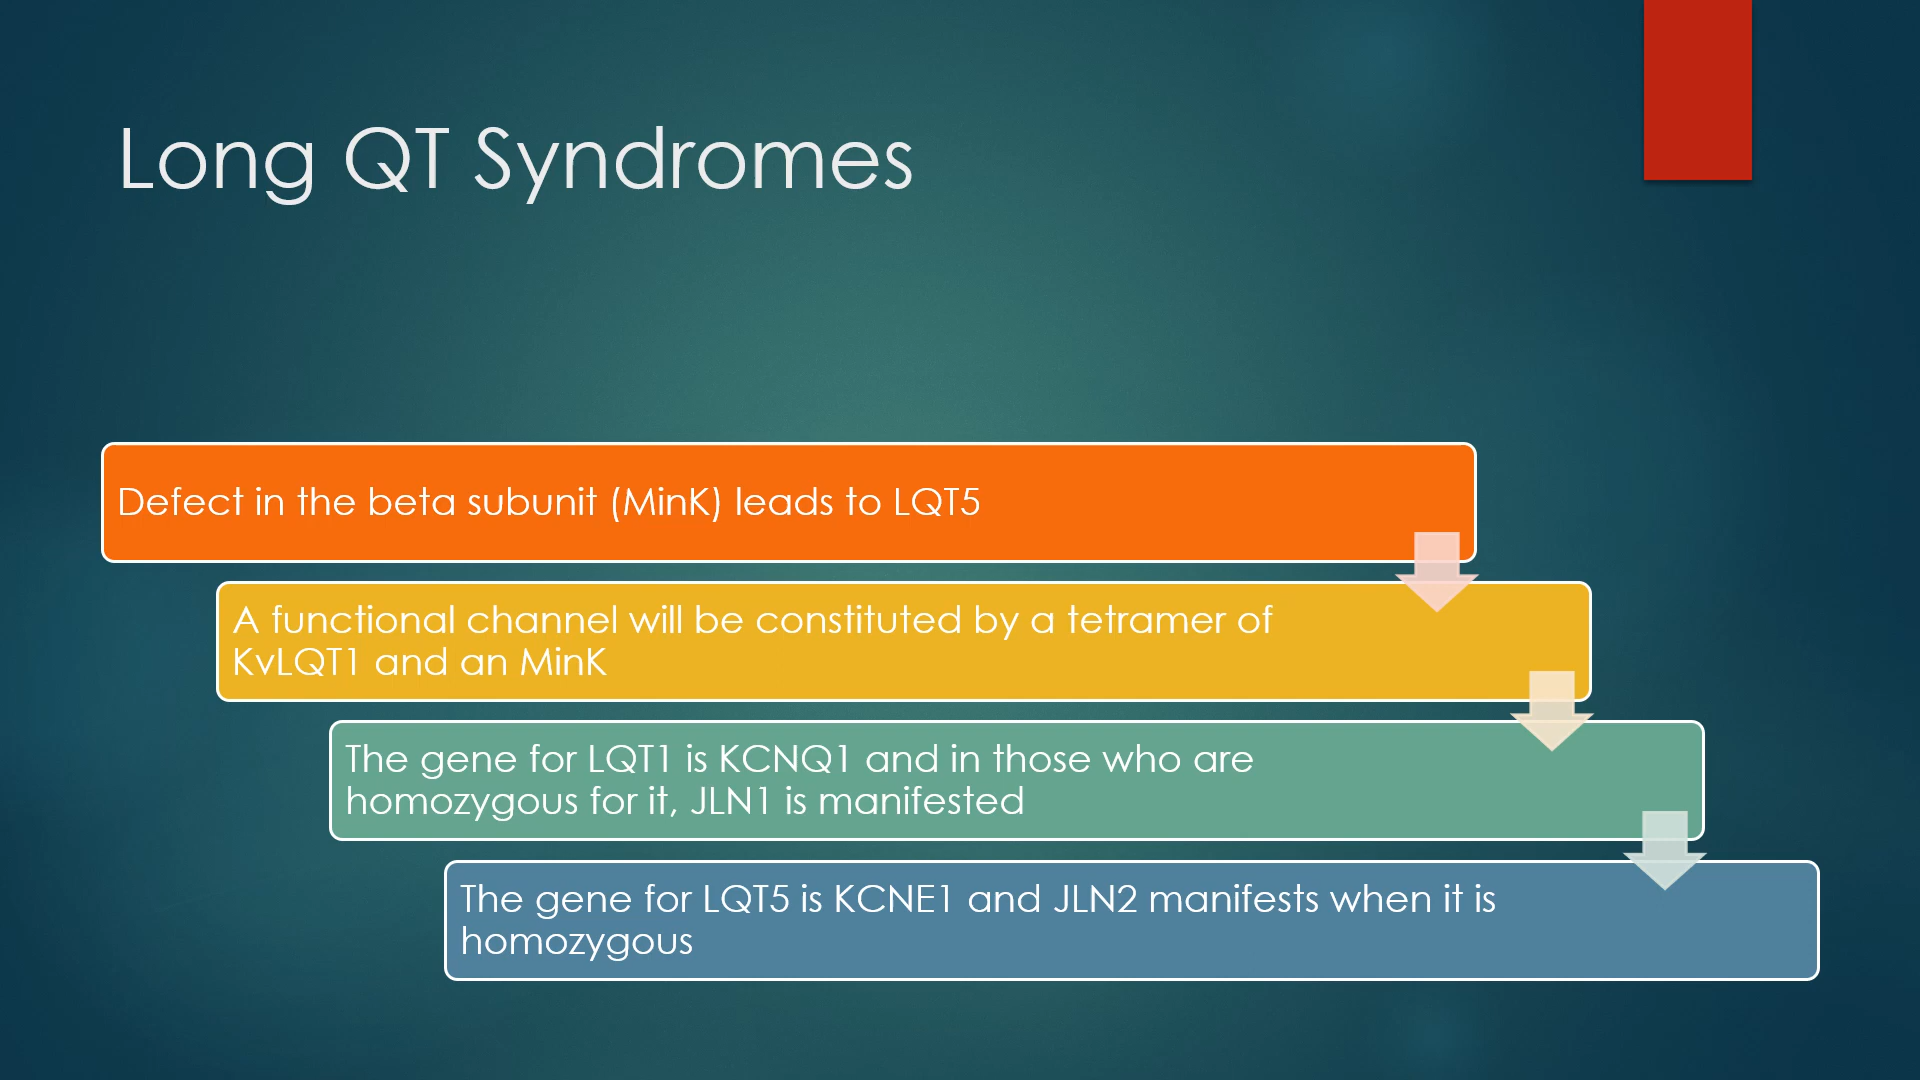 Long QT Syndromes
Defect in the beta subunit (MinK) leads to LQT5
A functional channel will be constituted by a tetramer of
KvLQT1 and an MinK
The gene for LQT1 is KCNQ1 and in those who are
homozygous for it, JLN1 is manifested
The gene for LQT5 is KCNE1 and JLN2 manifests when it is
homozygous